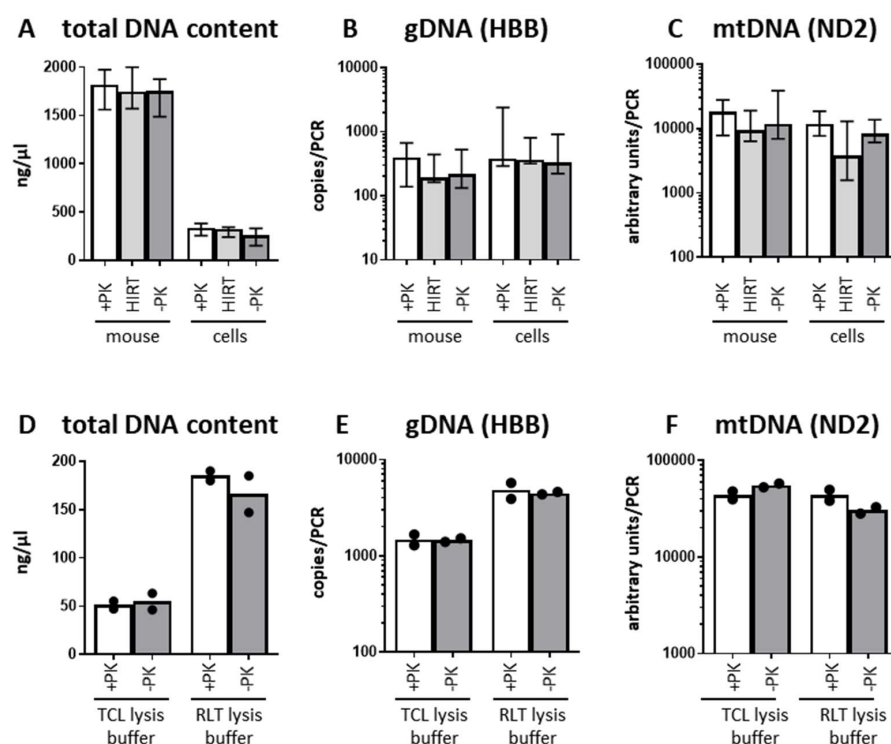 A total DNA content
ng/µl
2000
1500
1000
500
0
+PK HIRT -PK +PK HIRT -PK
mouse cells
B gDNA (HBB)
copies/PCR
10000
1000
100
10
+PK HIRT -PK +PK HIRT -PK
mouse cells
C mtDNA (ND2)
arbitrary units/PCR
100000
10000
1000
100
+PK HIRT -PK +PK HIRT -PK
mouse cells
D total DNA content
ng/µl
200
150
100
50
0
+PK -PK +PK -PK
TCL lysis RLT lysis
buffer buffer
E gDNA (HBB)
copies/PCR
10000
1000
100
+PK -PK +PK -PK
TCL lysis RLT lysis
buffer buffer
F mtDNA (ND2)
arbitrary units/PCR
100000
10000
1000
+PK -PK +PK -PK
TCL lysis RLT lysis
buffer buffer